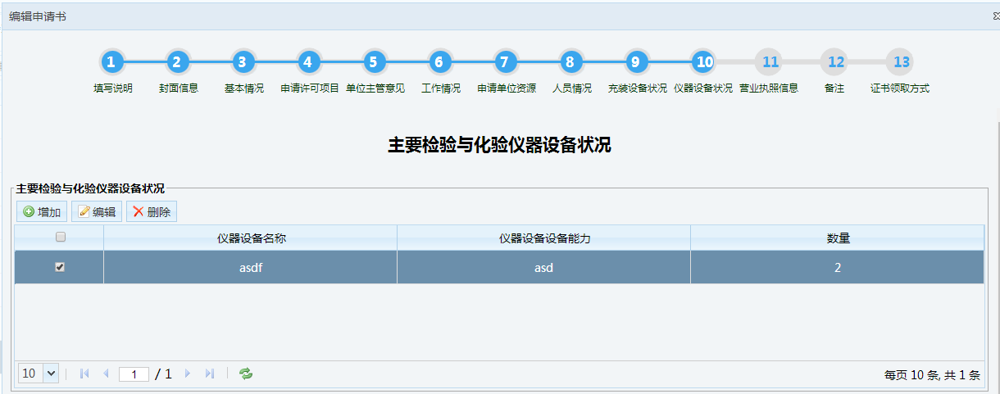 编辑申请书
1 2 3 4 5 6 7 8 9 10 11 12 13
填写说明 封面信息 基本情况 申请许可项目 单位主管意见 工作情况 申请单位资源 人员情况 充装设备状况 仪器设备状况 营业执照信息 备注 证书领取方式
主要检验与化验仪器设备状况
主要检验与化验仪器设备状况
增加 编辑 删除
仪器设备名称 仪器设备设备能力 数量
asdf asd 2
10 1 / 1 每页 10 条, 共 1 条